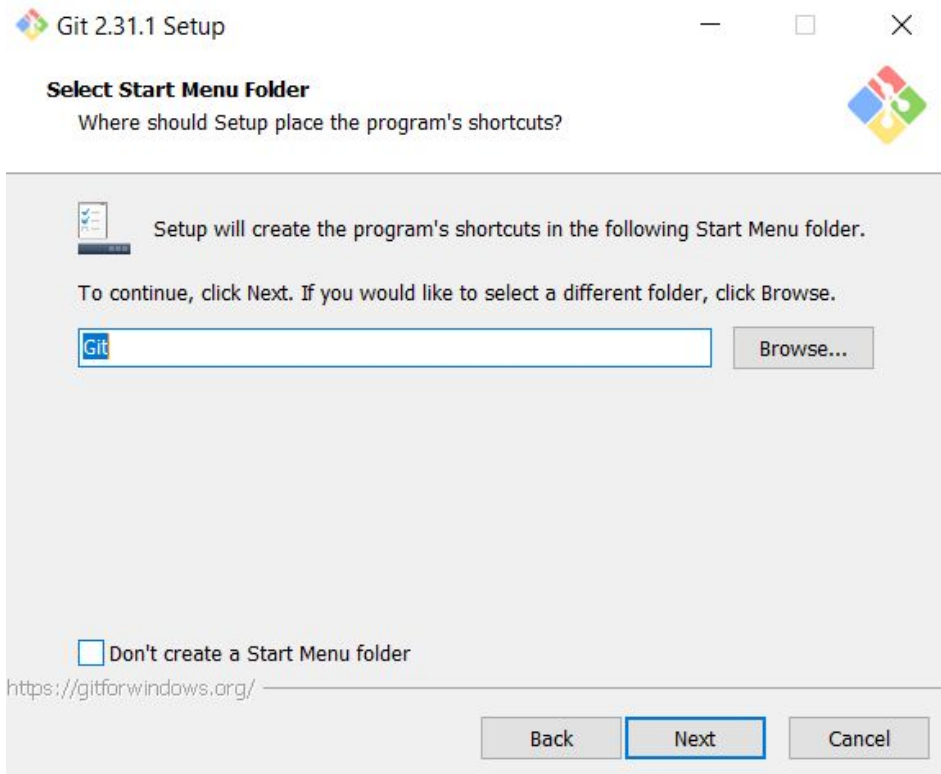 Git 2.31.1 Setup
Select Start Menu Folder
Where should Setup place the program's shortcuts?
Setup will create the program's shortcuts in the following Start Menu folder.
To continue, click Next. If you would like to select a different folder, click Browse.
Git
Browse...
Don't create a Start Menu folder
https://gitforwindows.org/
Back
Next
Cancel